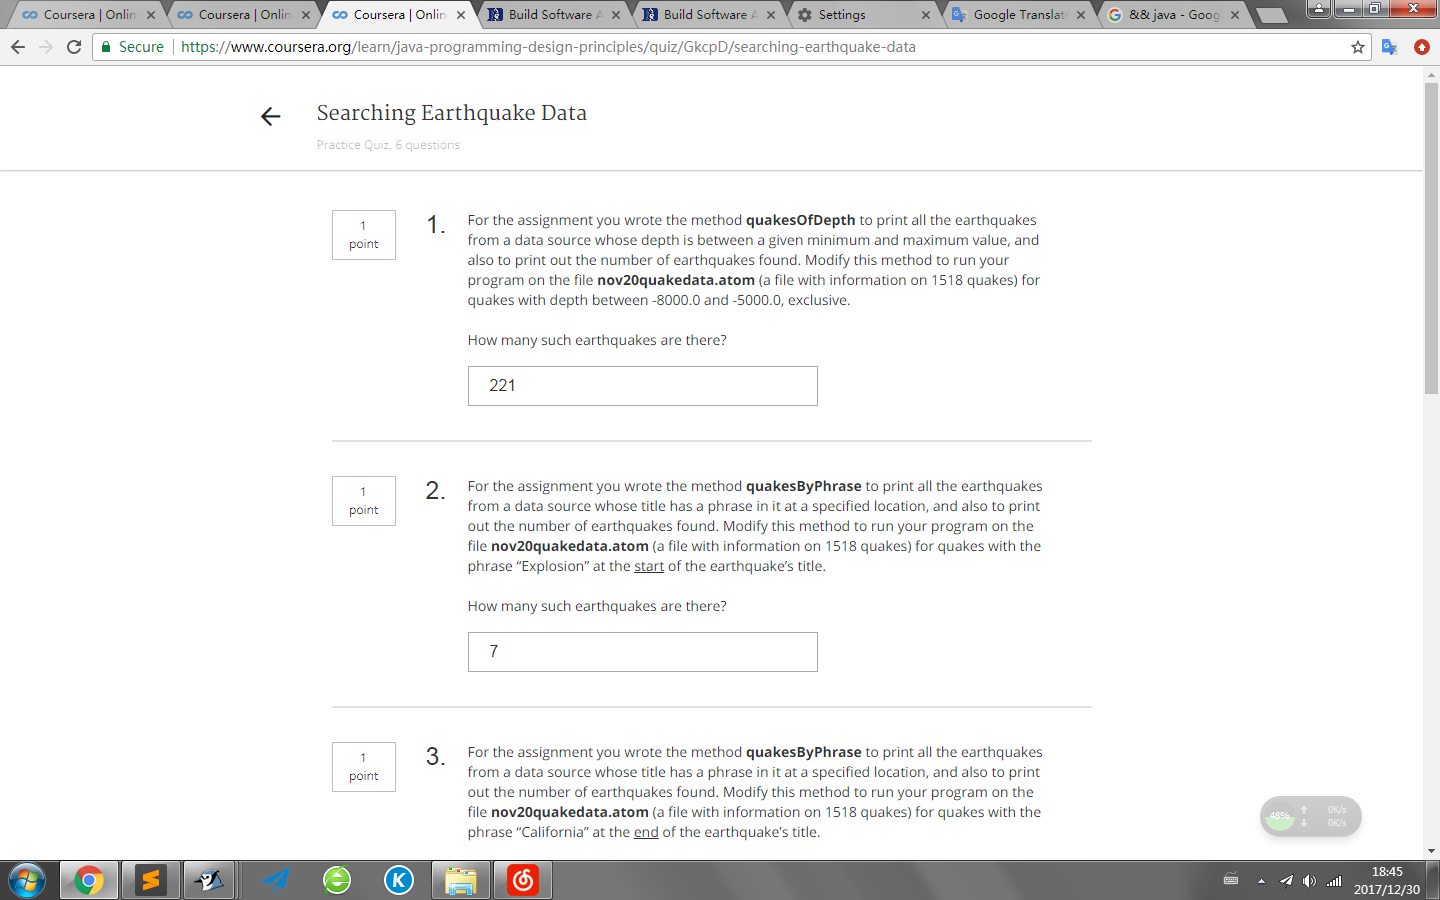 Coursera | Onlin
Coursera | Onlin
Coursera | Onlin
Build Software A
Build Software A
Settings
Google Translat
&& java - Goog
Secure
https://www.coursera.org/learn/java-programming-design-principles/quiz/GkcpD/searching-earthquake-data
Searching Earthquake Data
Practice Quiz, 6 questions
1
point
1.
For the assignment you wrote the method quakesOfDepth to print all the earthquakes
from a data source whose depth is between a given minimum and maximum value, and
also to print out the number of earthquakes found. Modify this method to run your
program on the file nov20quakedata.atom (a file with information on 1518 quakes) for
quakes with depth between -8000.0 and -5000.0, exclusive.
How many such earthquakes are there?
221
1
point
2.
For the assignment you wrote the method quakesByPhrase to print all the earthquakes
from a data source whose title has a phrase in it at a specified location, and also to print
out the number of earthquakes found. Modify this method to run your program on the
file nov20quakedata.atom (a file with information on 1518 quakes) for quakes with the
phrase “Explosion” at the start of the earthquake’s title.
How many such earthquakes are there?
7
1
point
3.
For the assignment you wrote the method quakesByPhrase to print all the earthquakes
from a data source whose title has a phrase in it at a specified location, and also to print
out the number of earthquakes found. Modify this method to run your program on the
file nov20quakedata.atom (a file with information on 1518 quakes) for quakes with the
phrase “California” at the end of the earthquake’s title.
48%
0K/s
0K/s
18:45
2017/12/30